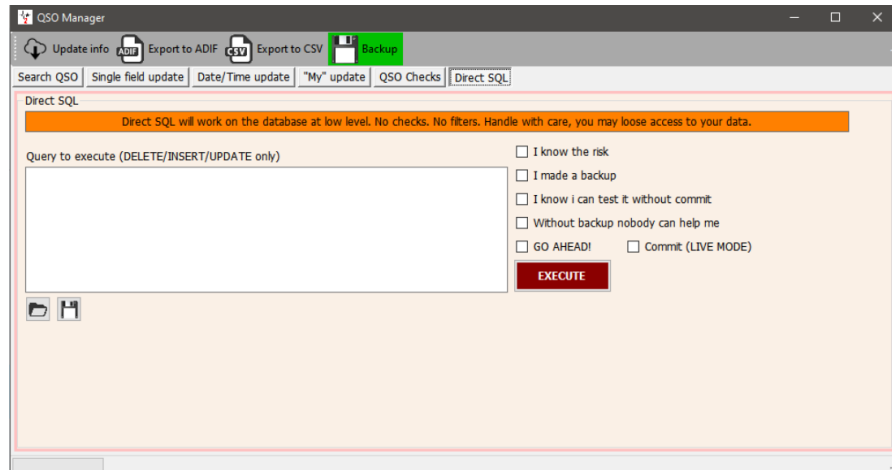 QSO Manager
Update info ADIF Export to ADIF CSV Export to CSV Backup
Search QSO Single field update Date/Time update "My" update QSO Checks Direct SQL
Direct SQL
Direct SQL will work on the database at low level. No checks. No filters. Handle with care, you may loose access to your data.
Query to execute (DELETE/INSERT/UPDATE only)
I know the risk
I made a backup
I know i can test it without commit
Without backup nobody can help me
GO AHEAD! Commit (LIVE MODE)
EXECUTE